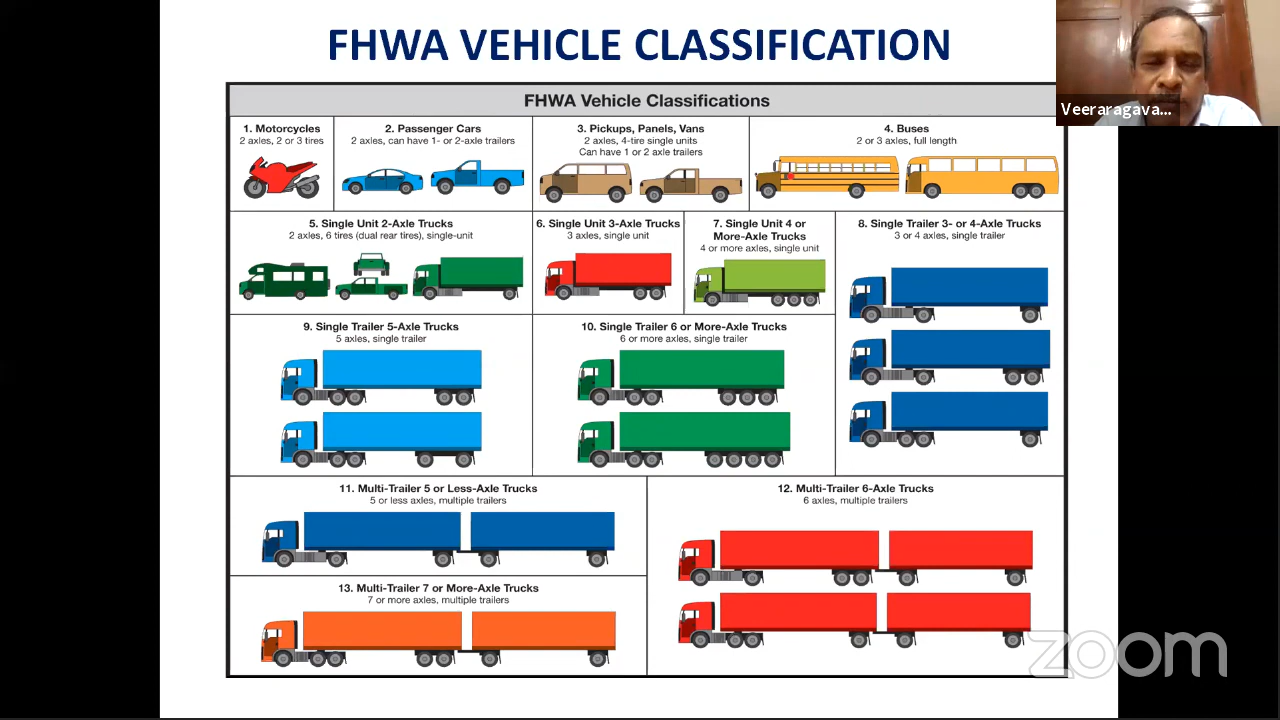 FHWA VEHICLE CLASSIFICATION
Veeraragava...
FHWA Vehicle Classifications
1. Motorcycles
2 axles, 2 or 3 tires
2. Passenger Cars
2 axles, can have 1- or 2-axle trailers
3. Pickups, Panels, Vans
2 axles, 4-tire single units
Can have 1 or 2 axle trailers
4. Buses
2 or 3 axles, full length
5. Single Unit 2-Axle Trucks
2 axles, 6 tires (dual rear tires), single-unit
6. Single Unit 3-Axle Trucks
3 axles, single unit
7. Single Unit 4 or
More-Axle Trucks
4 or more axles, single unit
8. Single Trailer 3- or 4-Axle Trucks
3 or 4 axles, single trailer
9. Single Trailer 5-Axle Trucks
5 axles, single trailer
10. Single Trailer 6 or More-Axle Trucks
6 or more axles, single trailer
11. Multi-Trailer 5 or Less-Axle Trucks
5 or less axles, multiple trailers
12. Multi-Trailer 6-Axle Trucks
6 axles, multiple trailers
13. Multi-Trailer 7 or More-Axle Trucks
7 or more axles, multiple trailers
zoom